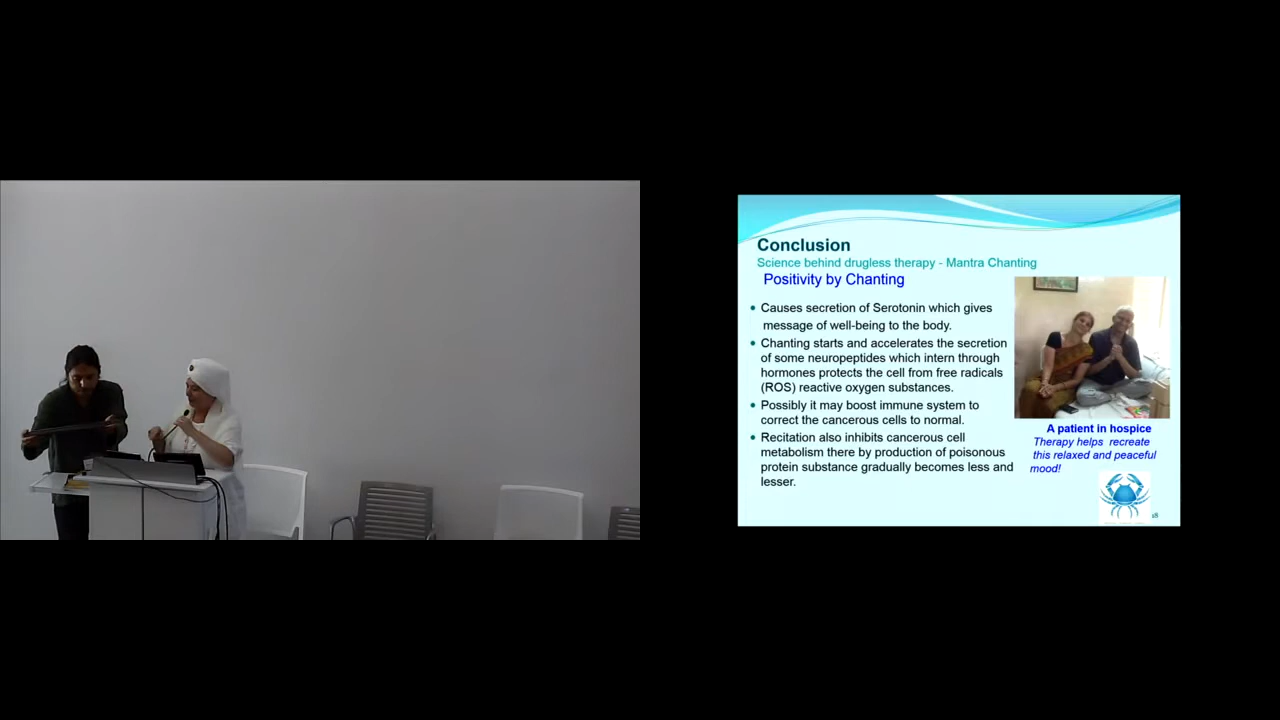 Conclusion
Science behind drugless therapy - Mantra Chanting
Positivity by Chanting
• Causes secretion of Serotonin which gives
message of well-being to the body.
• Chanting starts and accelerates the secretion
of some neuropeptides which intern through
hormones protects the cell from free radicals
(ROS) reactive oxygen substances.
• Possibly it may boost immune system to
correct the cancerous cells to normal.
• Recitation also inhibits cancerous cell
metabolism there by production of poisonous
protein substance gradually becomes less and
lesser.
A patient in hospice
Therapy helps recreate
this relaxed and peaceful
mood!